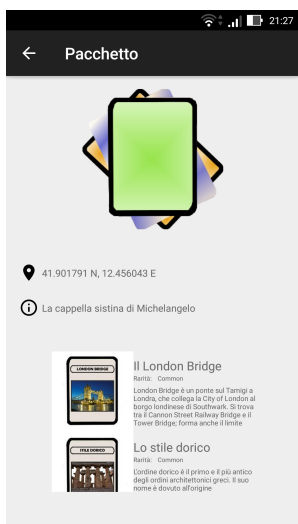 21:27
Pacchetto
41.901791 N, 12.456043 E
La cappella sistina di Michelangelo
LONDON BRIDGE
Il London Bridge
Rarità: Common
London Bridge è un ponte sul Tamigi a
Londra, che collega la City of London al
borgo londinese di Southwark. Si trova
tra il Cannon Street Railway Bridge e il
Tower Bridge; forma anche il limite
STILE DORICO
Lo stile dorico
Rarità: Common
L'ordine dorico è il primo e il più antico
degli ordini architettonici greci. Il suo
nome è dovuto all'origine